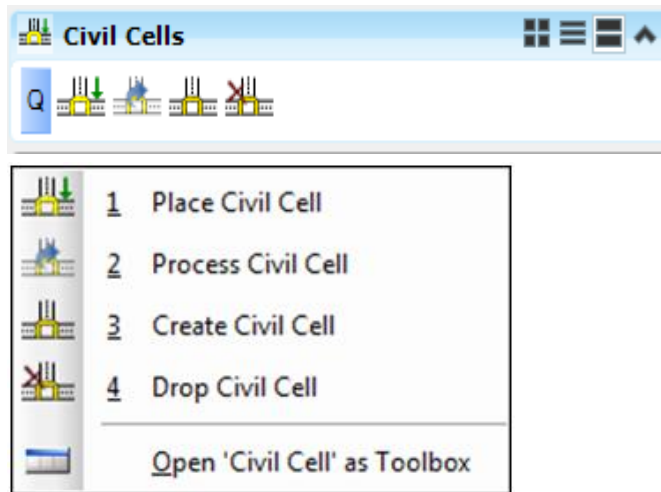 Civil Cells
Q
1 Place Civil Cell
2 Process Civil Cell
3 Create Civil Cell
4 Drop Civil Cell
Open 'Civil Cell' as Toolbox